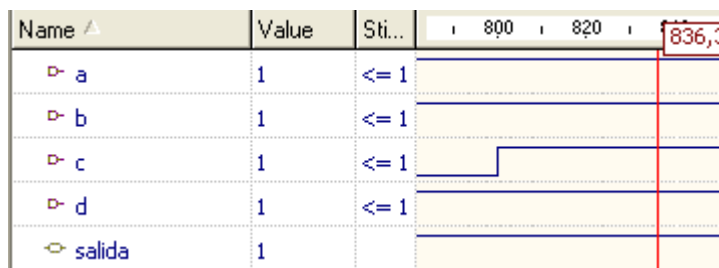 Name Value Sti... 800 820
836,3
a 1 <= 1
b 1 <= 1
c 1 <= 1
d 1 <= 1
salida 1